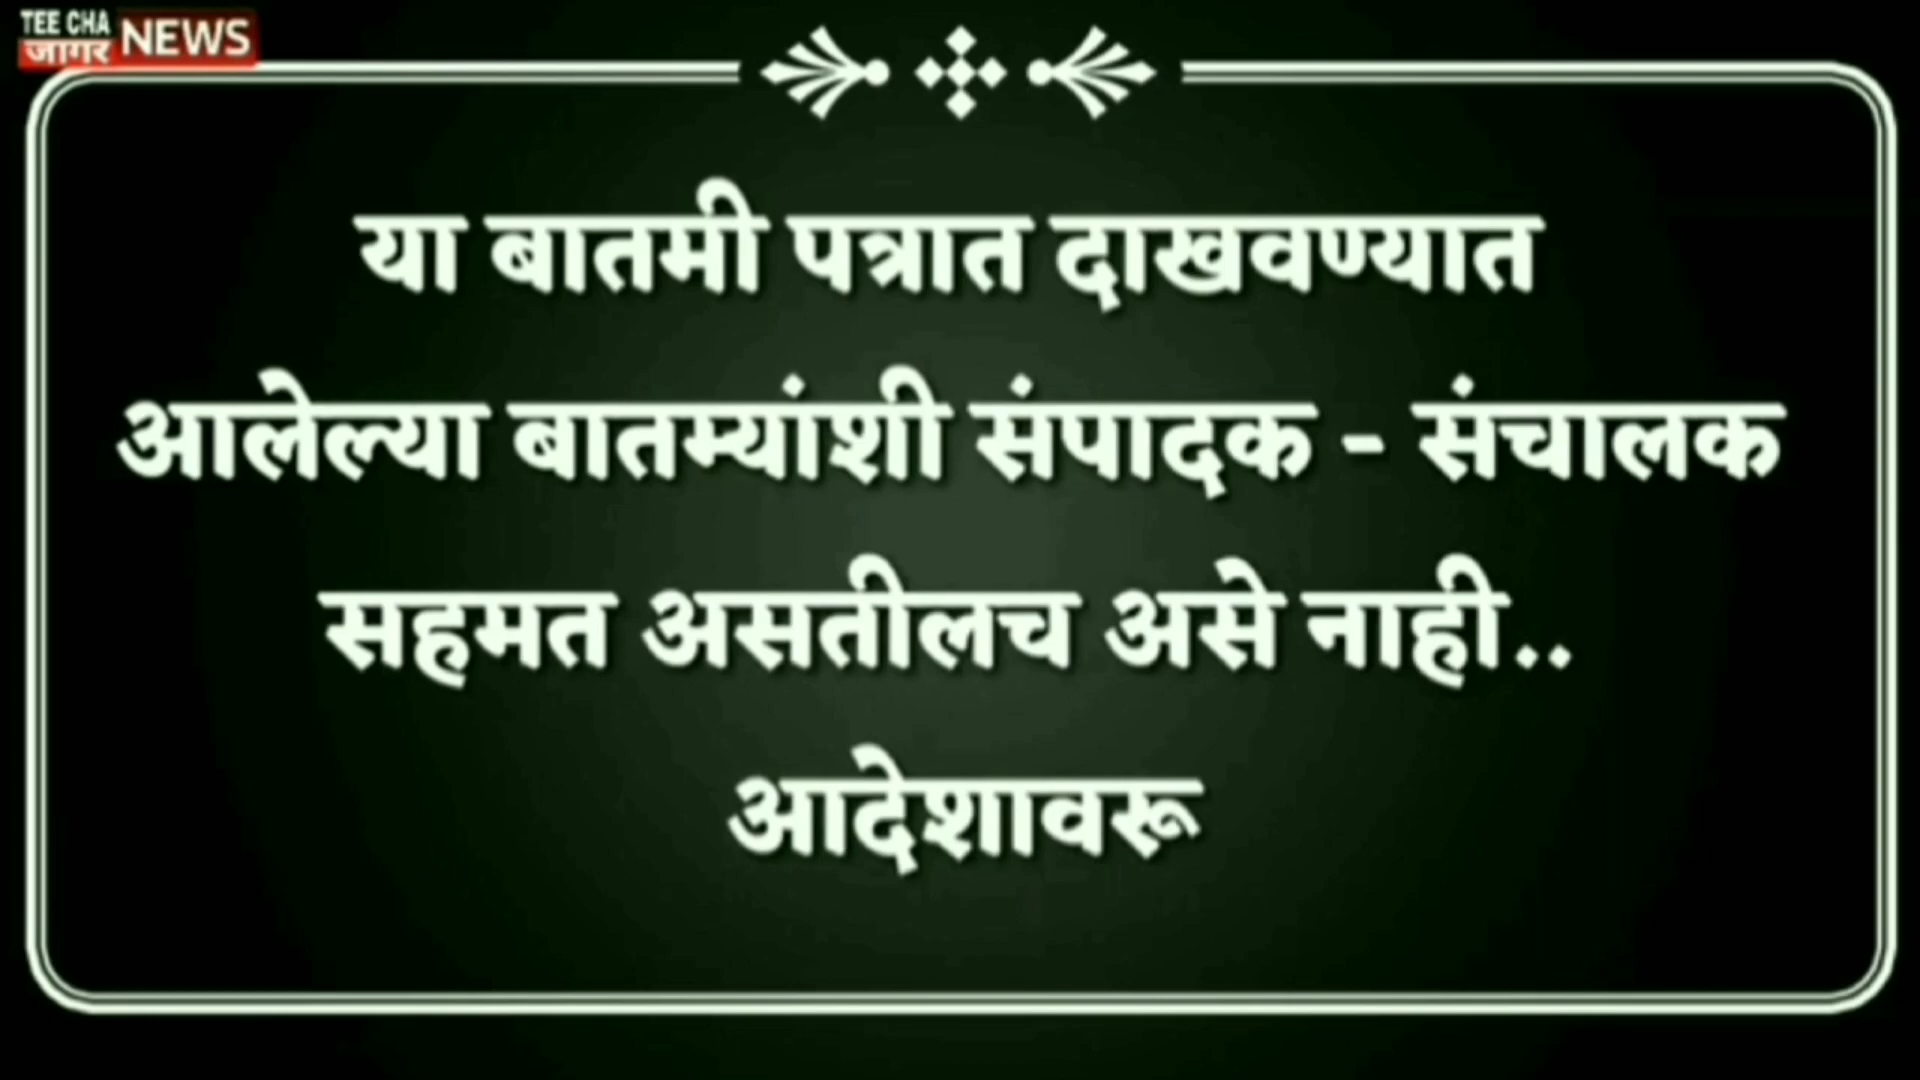 TEE CHA
जागर NEWS
या बातमी पत्रात दाखवण्यात
आलेल्या बातम्यांशी संपादक - संचालक
सहमत असतीलच असे नाही..
आदेशावरू